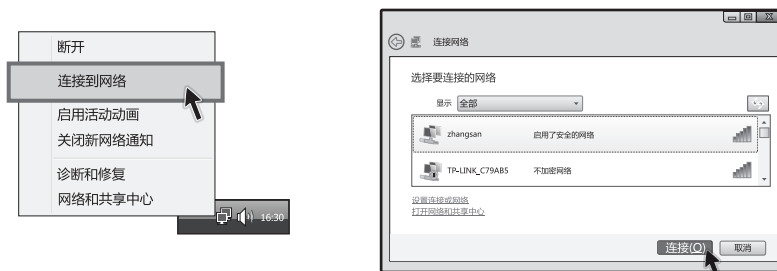 断开
连接到网络
启用活动动画
关闭新网络通知
诊断和修复
网络和共享中心
16:30
连接网络
选择要连接的网络
显示 全部
zhangsan 启用了安全的网络
TP-LINK_C79AB5 不加密网络
设置连接或网络
打开网络和共享中心
连接(O) 取消